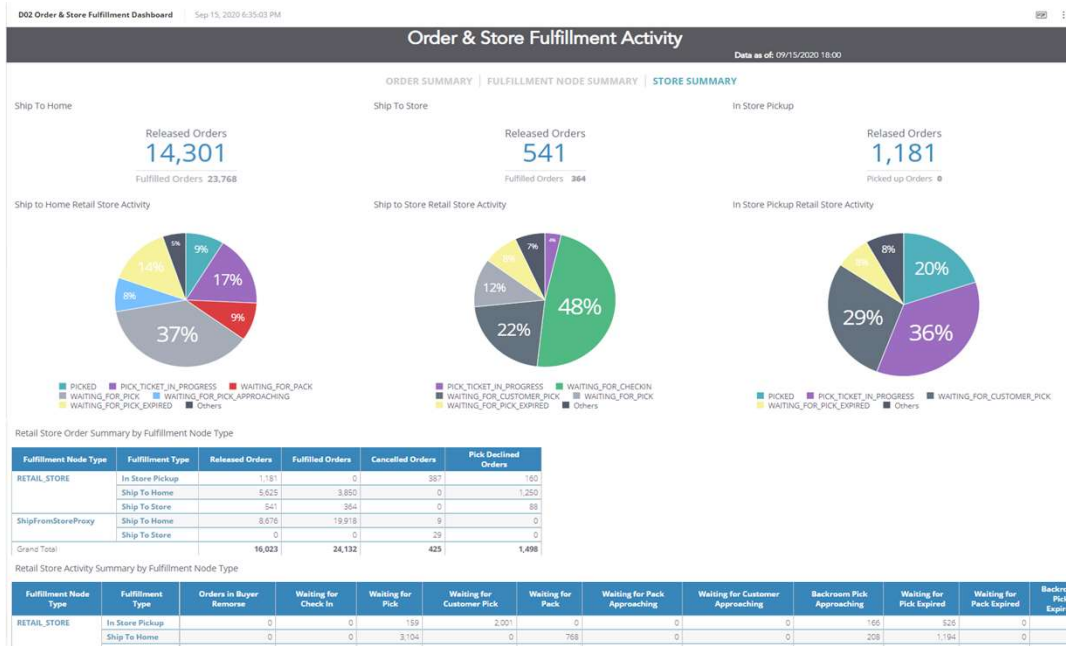 D02 Order & Store Fulfillment Dashboard Sep 15, 2020 6:35:03 PM
Order & Store Fulfillment Activity
Data as of: 09/15/2020 18:00
ORDER SUMMARY | FULFILLMENT NODE SUMMARY | STORE SUMMARY
Ship To Home
Released Orders
14,301
Fulfilled Orders 23,768
Ship To Store
Released Orders
541
Fulfilled Orders 364
In Store Pickup
Relased Orders
1,181
Picked up Orders 0
Ship to Home Retail Store Activity
5% 9%
14% 17%
8% 9%
37%
PICKED PICK_TICKET_IN_PROGRESS WAITING_FOR_PACK
WAITING_FOR_PICK WAITING_FOR_PICK_APPROACHING
WAITING_FOR_PICK_EXPIRED Others
Ship to Store Retail Store Activity
7% 4%
8%
12% 48%
22%
PICK_TICKET_IN_PROGRESS WAITING_FOR_CHECKIN
WAITING_FOR_CUSTOMER_PICK WAITING_FOR_PICK
WAITING_FOR_PICK_EXPIRED Others
In Store Pickup Retail Store Activity
8% 20%
29% 36%
PICKED PICK_TICKET_IN_PROGRESS WAITING_FOR_CUSTOMER_PICK
WAITING_FOR_PICK_EXPIRED Others
Retail Store Order Summary by Fulfillment Node Type
Fulfillment Node Type Fulfillment Type Released Orders Fulfilled Orders Cancelled Orders Pick Declined Orders
RETAIL_STORE In Store Pickup 1,181 0 387 160
Ship To Home 5,625 3,850 0 1,250
Ship To Store 541 364 0 88
ShipFromStoreProxy Ship To Home 8,676 19,918 9 0
Ship To Store 0 0 29 0
Grand Total 16,023 24,132 425 1,498
Retail Store Activity Summary by Fulfillment Node Type
Fulfillment Node Type Fulfillment Type Orders in Buyer Remorse Waiting for Check In Waiting for Pick Waiting for Customer Pick Waiting for Pack Waiting for Pack Approaching Waiting for Customer Approaching Backroom Pick Approaching Waiting for Pick Expired Waiting for Pack Expired
RETAIL_STORE In Store Pickup 0 0 159 2,001 0 0 0 166 526 0
Ship To Home 0 0 3,104 0 768 0 0 208 1,194 0